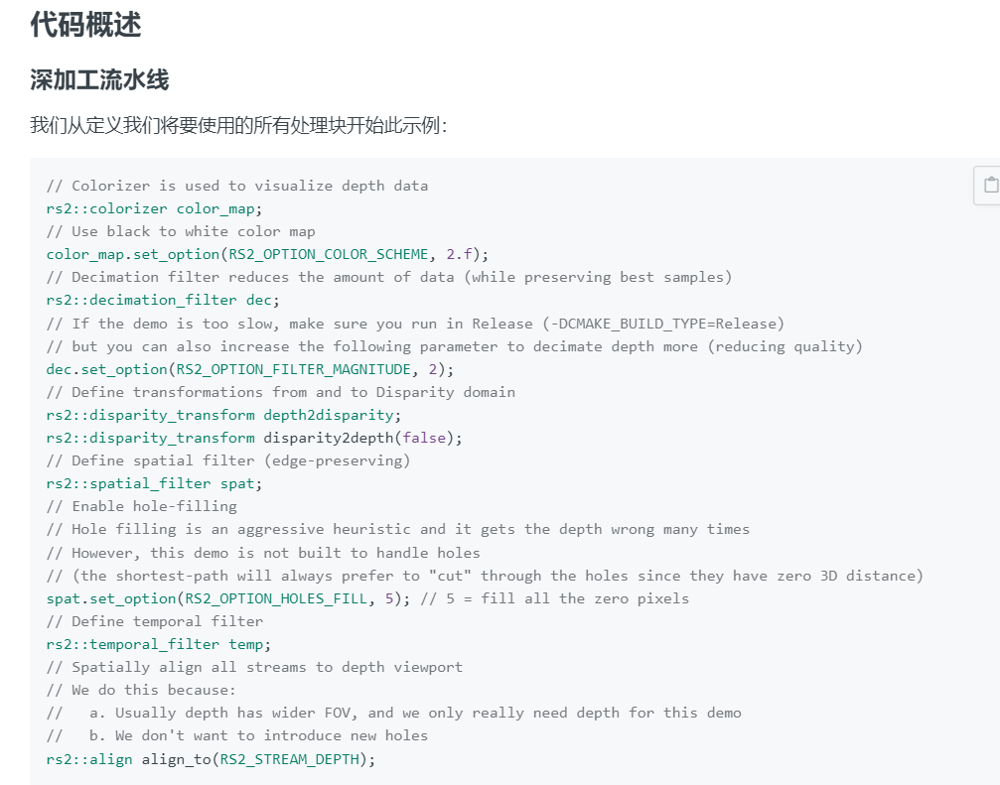 代码概述
深加工流水线
我们从定义我们将要使用的所有处理块开始此示例：
// Colorizer is used to visualize depth data
rs2::colorizer color_map;
// Use black to white color map
color_map.set_option(RS2_OPTION_COLOR_SCHEME, 2.f);
// Decimation filter reduces the amount of data (while preserving best samples)
rs2::decimation_filter dec;
// If the demo is too slow, make sure you run in Release (-DCMAKE_BUILD_TYPE=Release)
// but you can also increase the following parameter to decimate depth more (reducing quality)
dec.set_option(RS2_OPTION_FILTER_MAGNITUDE, 2);
// Define transformations from and to Disparity domain
rs2::disparity_transform depth2disparity;
rs2::disparity_transform disparity2depth(false);
// Define spatial filter (edge-preserving)
rs2::spatial_filter spat;
// Enable hole-filling
// Hole filling is an aggressive heuristic and it gets the depth wrong many times
// However, this demo is not built to handle holes
// (the shortest-path will always prefer to "cut" through the holes since they have zero 3D distance)
spat.set_option(RS2_OPTION_HOLES_FILL, 5); // 5 = fill all the zero pixels
// Define temporal filter
rs2::temporal_filter temp;
// Spatially align all streams to depth viewport
// We do this because:
//   a. Usually depth has wider FOV, and we only really need depth for this demo
//   b. We don't want to introduce new holes
rs2::align align_to(RS2_STREAM_DEPTH);